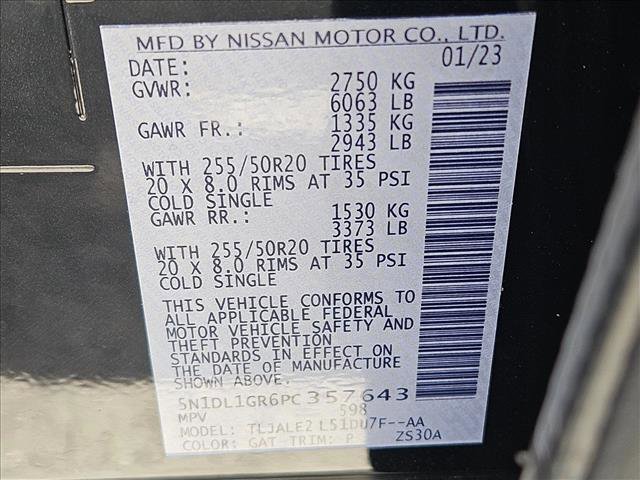 MFD BY NISSAN MOTOR CO., LTD.
DATE: 01/23
GVWR: 2750 KG
6063 LB
GAWR FR.: 1335 KG
2943 LB
WITH 255/50R20 TIRES
20 X 8.0 RIMS AT 35 PSI
COLD SINGLE
GAWR RR.: 1530 KG
3373 LB
WITH 255/50R20 TIRES
20 X 8.0 RIMS AT 35 PSI
COLD SINGLE
THIS VEHICLE CONFORMS TO
ALL APPLICABLE FEDERAL
MOTOR VEHICLE SAFETY AND
THEFT PREVENTION
STANDARDS IN EFFECT ON
THE DATE OF MANUFACTURE
SHOWN ABOVE.
5N1DL1GR6PC357643
MPV 598
MODEL: TLJALE2 L51DU7F--AA
COLOR: GAT-TRIM: P ZS30A